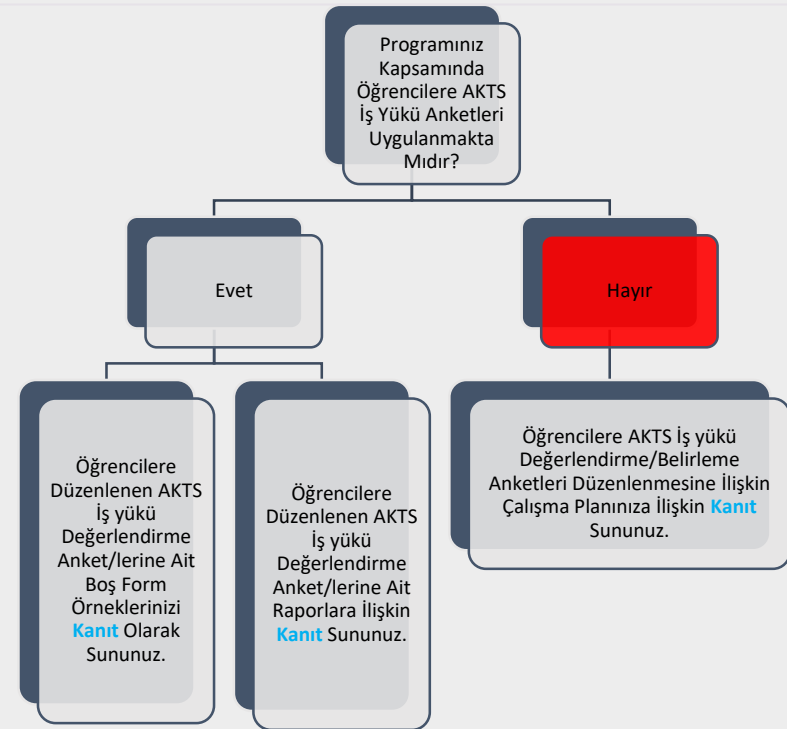 Programınız
Kapsamında
Öğrencilere AKTS
İş Yükü Anketleri
Uygulanmakta
Mıdır?
Evet
Hayır
Öğrencilere
Düzenlenen AKTS
İş yükü
Değerlendirme
Anket/lerine Ait
Boş Form
Örneklerinizi
Kanıt Olarak
Sununuz.
Öğrencilere
Düzenlenen AKTS
İş yükü
Değerlendirme
Anket/lerine Ait
Raporlara İlişkin
Kanıt Sununuz.
Öğrencilere AKTS İş yükü
Değerlendirme/Belirleme
Anketleri Düzenlenmesine İlişkin
Çalışma Planınıza İlişkin Kanıt
Sununuz.